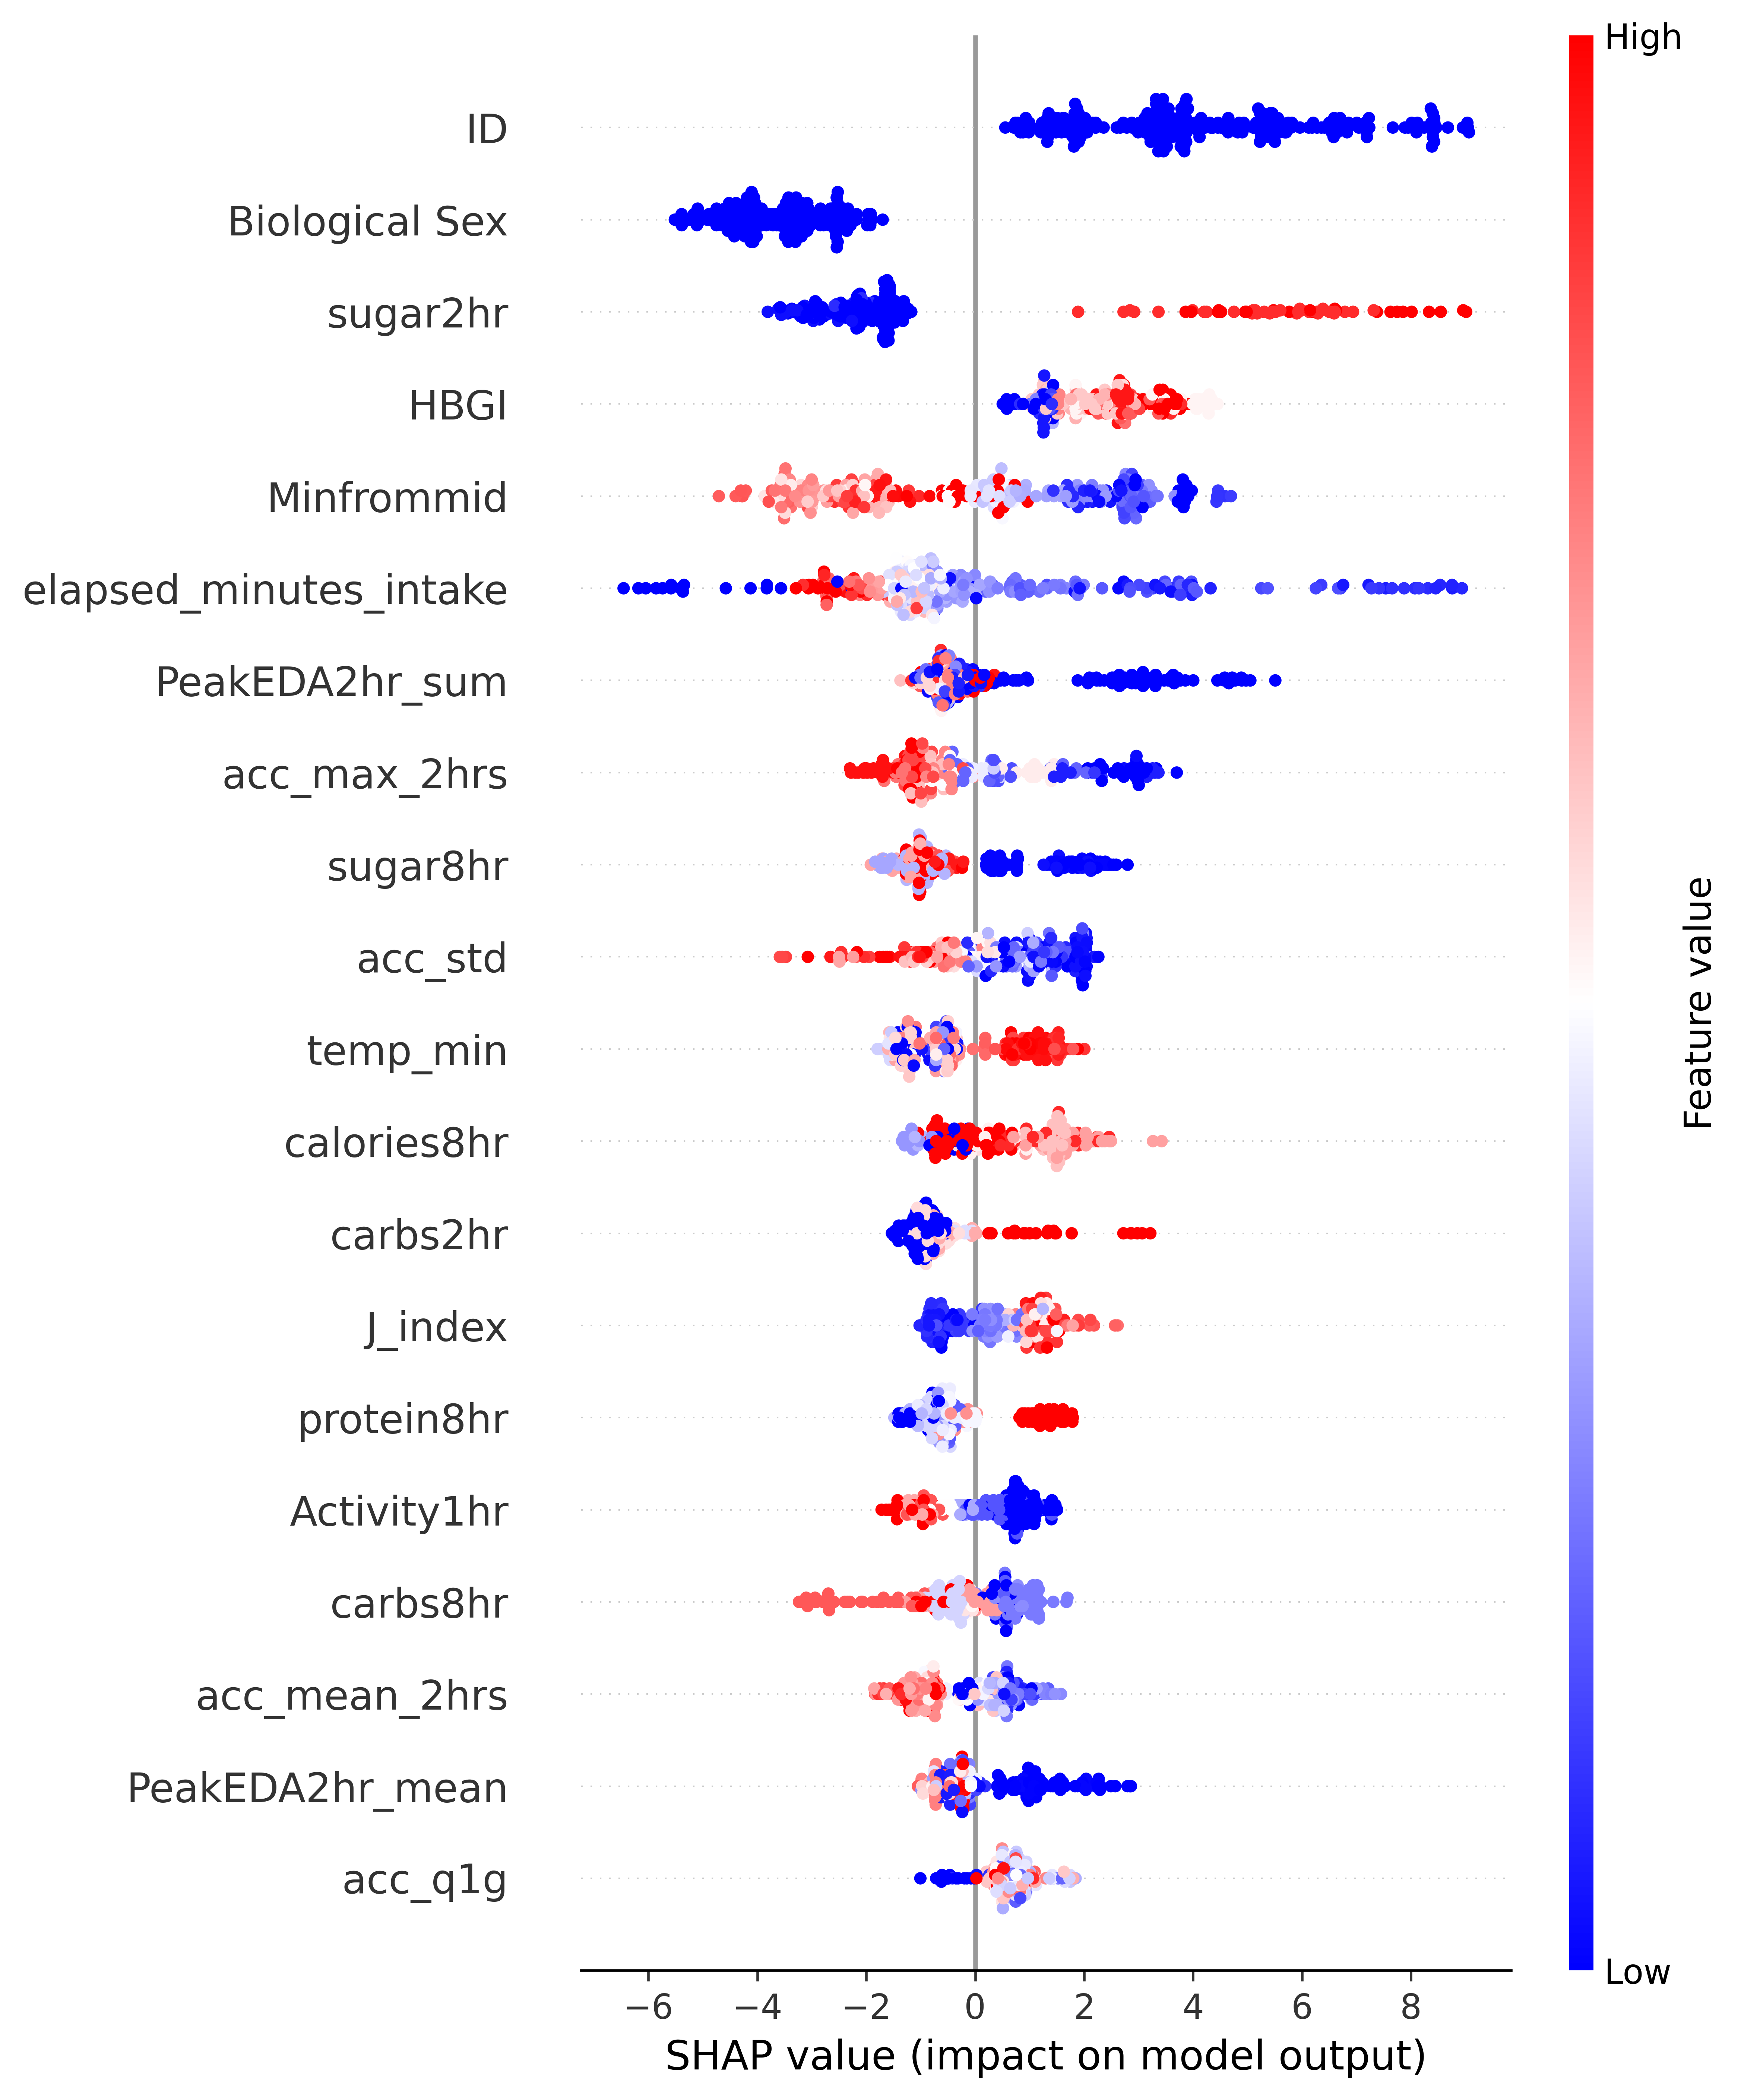 High
ID
Biological Sex
sugar2hr
HBGI
Minfrommid
elapsed_minutes_intake
PeakEDA2hr_sum
acc_max_2hrs
sugar8hr
acc_std
temp_min
calories8hr
carbs2hr
J_index
protein8hr
Activity1hr
carbs8hr
acc_mean_2hrs
PeakEDA2hr_mean
acc_q1g
Feature value
Low
−6 −4 −2 0 2 4 6 8
SHAP value (impact on model output)